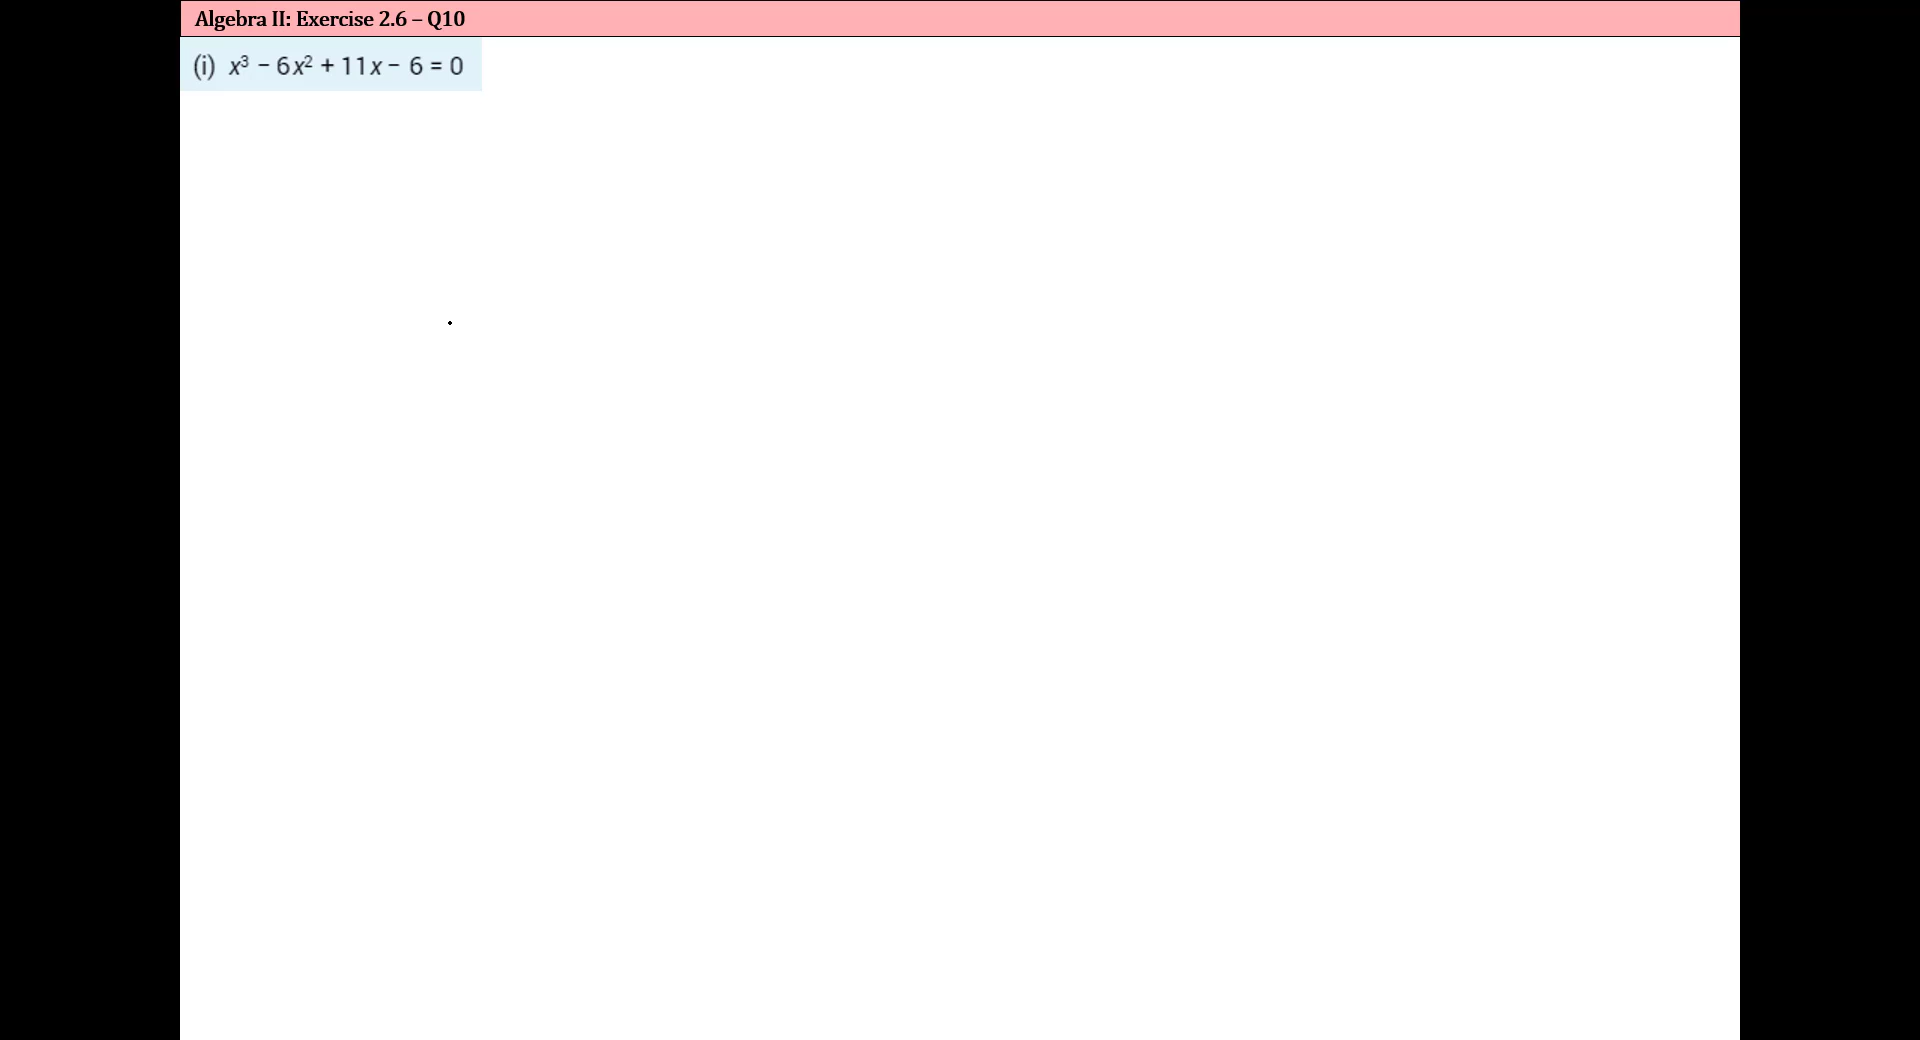 Algebra II: Exercise 2.6 – Q10
(i) x³ − 6x² + 11x − 6 = 0